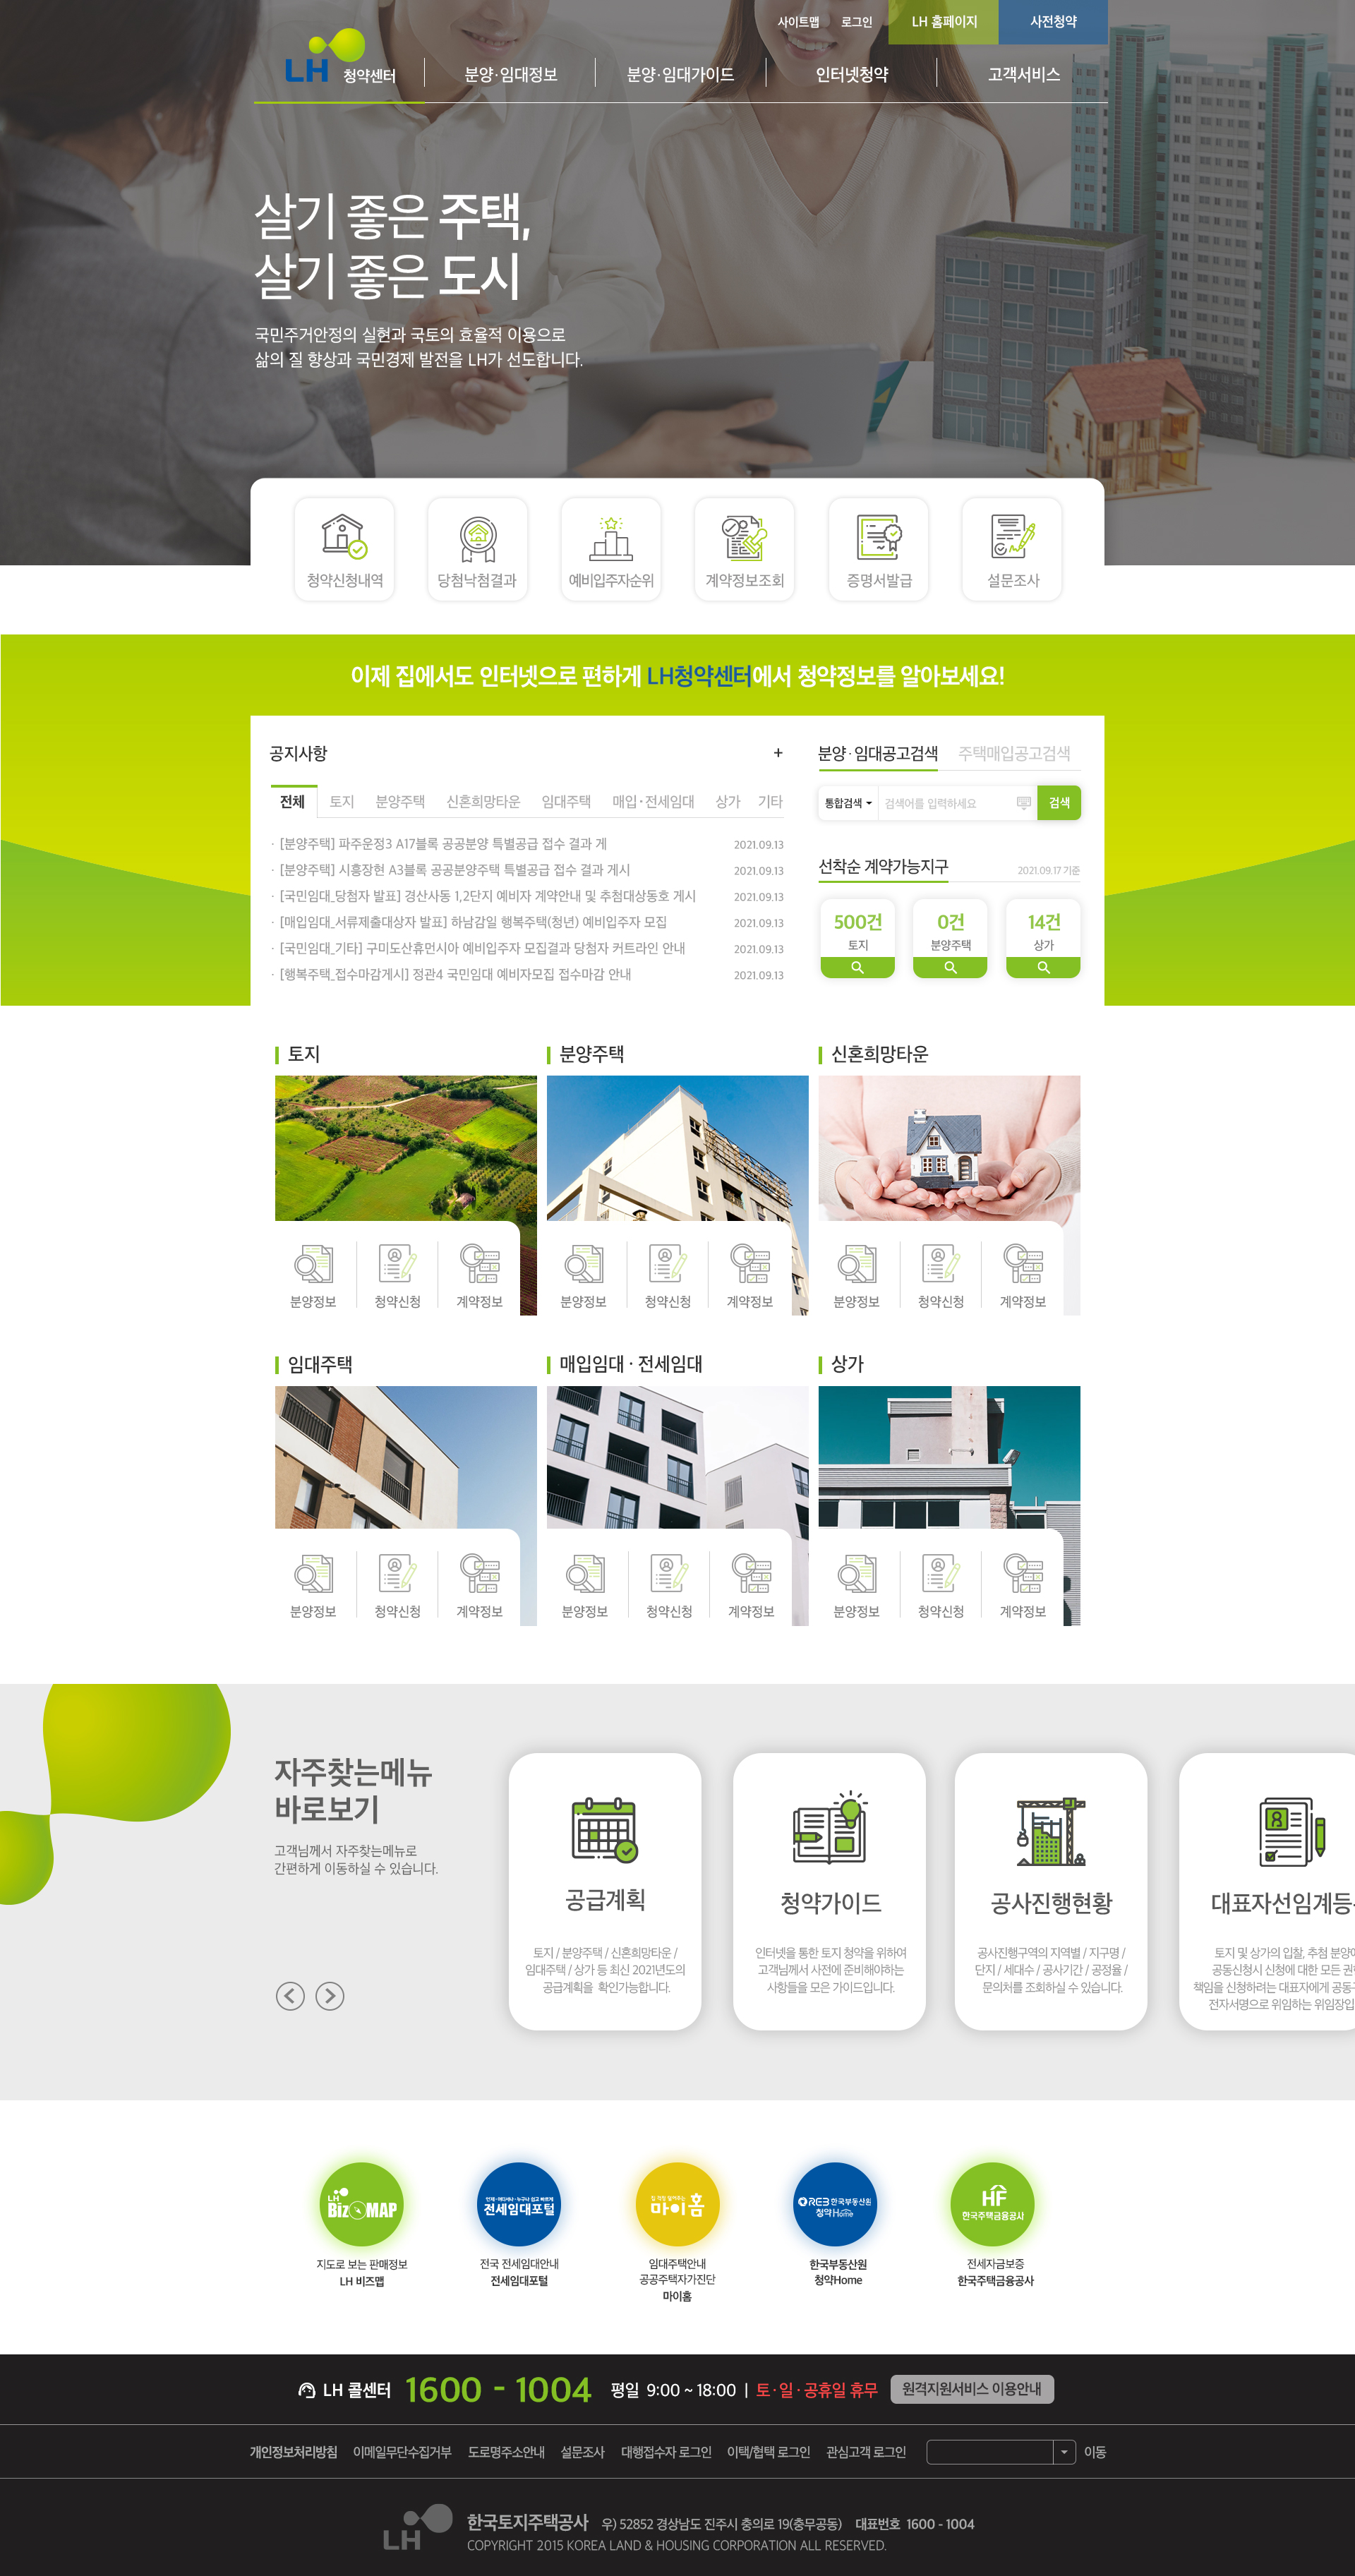 사이트맵 로그인 LH 홈페이지 사전청약
LH 청약센터 분양·임대정보 분양·임대가이드 인터넷청약 고객서비스
살기 좋은 주택,
살기 좋은 도시
국민주거안정의 실현과 국토의 효율적 이용으로
삶의 질 향상과 국민경제 발전을 LH가 선도합니다.
청약신청내역 당첨낙첨결과 예비입주자순위 계약정보조회 증명서발급 설문조사
이제 집에서도 인터넷으로 편하게 LH청약센터에서 청약정보를 알아보세요!
공지사항 +
전체 토지 분양주택 신혼희망타운 임대주택 매입·전세임대 상가 기타
· [분양주택] 파주운정3 A17블록 공공분양 특별공급 접수 결과 게 2021.09.13
· [분양주택] 시흥장현 A3블록 공공분양주택 특별공급 접수 결과 게시 2021.09.13
· [국민임대_당첨자 발표] 경산사동 1,2단지 예비자 계약안내 및 추첨대상동호 게시 2021.09.13
· [매입임대_서류제출대상자 발표] 하남감일 행복주택(청년) 예비입주자 모집 2021.09.13
· [국민임대_기타] 구미도산휴먼시아 예비입주자 모집결과 당첨자 커트라인 안내 2021.09.13
· [행복주택_접수마감게시] 정관4 국민임대 예비자모집 접수마감 안내 2021.09.13
분양·임대공고검색 주택매입공고검색
통합검색 검색어를 입력하세요 검색
선착순 계약가능지구 2021.09.17 기준
500건 0건 14건
토지 분양주택 상가
토지 분양주택 신혼희망타운
분양정보 청약신청 계약정보 분양정보 청약신청 계약정보 분양정보 청약신청 계약정보
임대주택 매입임대 · 전세임대 상가
분양정보 청약신청 계약정보 분양정보 청약신청 계약정보 분양정보 청약신청 계약정보
자주찾는메뉴
바로보기
고객님께서 자주찾는메뉴로
간편하게 이동하실 수 있습니다.
공급계획
토지 / 분양주택 / 신혼희망타운 /
임대주택 / 상가 등 최신 2021년도의
공급계획을 확인가능합니다.
청약가이드
인터넷을 통한 토지 청약을 위하여
고객님께서 사전에 준비해야하는
사항들을 모은 가이드입니다.
공사진행현황
공사진행구역의 지역별 / 지구명 /
단지 / 세대수 / 공사기간 / 공정율 /
문의처를 조회하실 수 있습니다.
대표자선임계등
토지 및 상가의 입찰, 추첨 분양에
공동신청시 신청에 대한 모든 권
책임을 신청하려는 대표자에게 공동
전자서명으로 위임하는 위임장입
LH
BizMAP
지도로 보는 판매정보
LH 비즈맵
전세임대포털
전국 전세임대안내
전세임대포털
마이홈
임대주택안내
공공주택자가진단
마이홈
REB 한국부동산원
청약Home
한국부동산원
청약Home
HF
한국주택금융공사
전세자금보증
한국주택금융공사
LH 콜센터 1600 - 1004 평일 9:00 ~ 18:00 | 토·일·공휴일 휴무 원격지원서비스 이용안내
개인정보처리방침 이메일무단수집거부 도로명주소안내 설문조사 대행접수자 로그인 이택/협택 로그인 관심고객 로그인 이동
LH 한국토지주택공사 우) 52852 경상남도 진주시 충의로 19(충무공동) 대표번호 1600 - 1004
COPYRIGHT 2015 KOREA LAND & HOUSING CORPORATION ALL RESERVED.